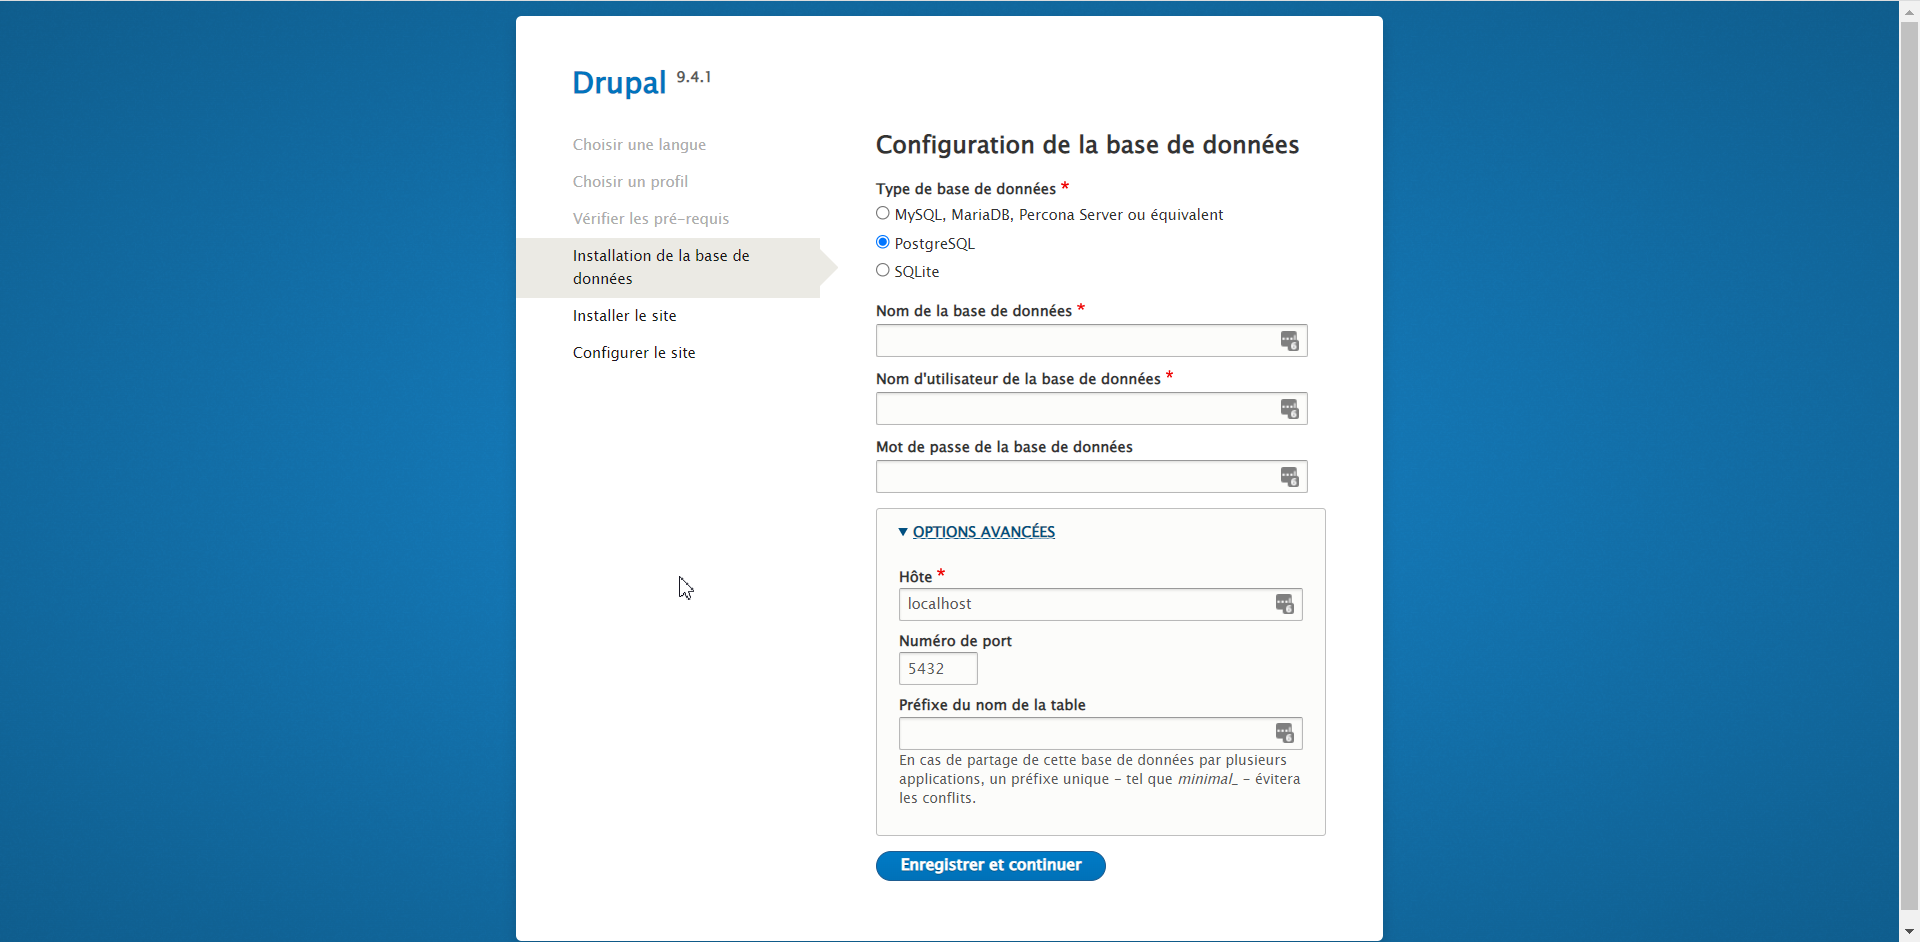 Drupal 9.4.1
Choisir une langue
Choisir un profil
Vérifier les pré-requis
Installation de la base de
données
Installer le site
Configurer le site
Configuration de la base de données
Type de base de données *
MySQL, MariaDB, Percona Server ou équivalent
PostgreSQL
SQLite
Nom de la base de données *
6
Nom d'utilisateur de la base de données *
6
Mot de passe de la base de données
6
OPTIONS AVANCÉES
Hôte *
localhost 6
Numéro de port
5432
Préfixe du nom de la table
6
En cas de partage de cette base de données par plusieurs
applications, un préfixe unique – tel que minimal_ – évitera
les conflits.
Enregistrer et continuer